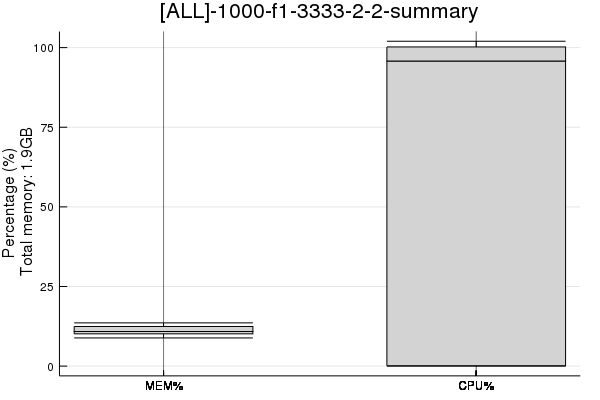 [ALL]-1000-f1-3333-2-2-summary
Percentage (%)
Total memory: 1.9GB
100
75
50
25
0
MEM%
CPU%